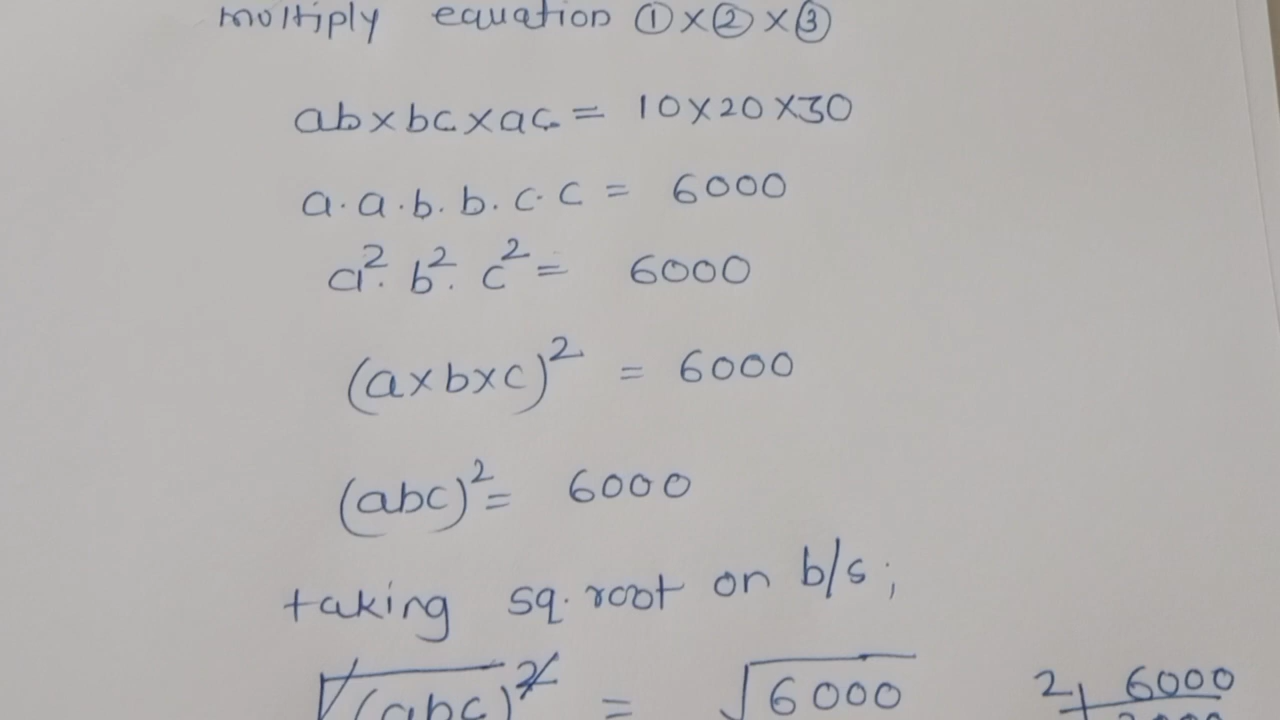 multiply equation ① × ② × ③
ab × bc × ac = 10 × 20 × 30
a . a . b . b . c . c = 6000
a². b². c² = 6000
(a×b×c)² = 6000
(abc)² = 6000
taking sq. root on b/s ;
√(abc)² = √6000 2 6000